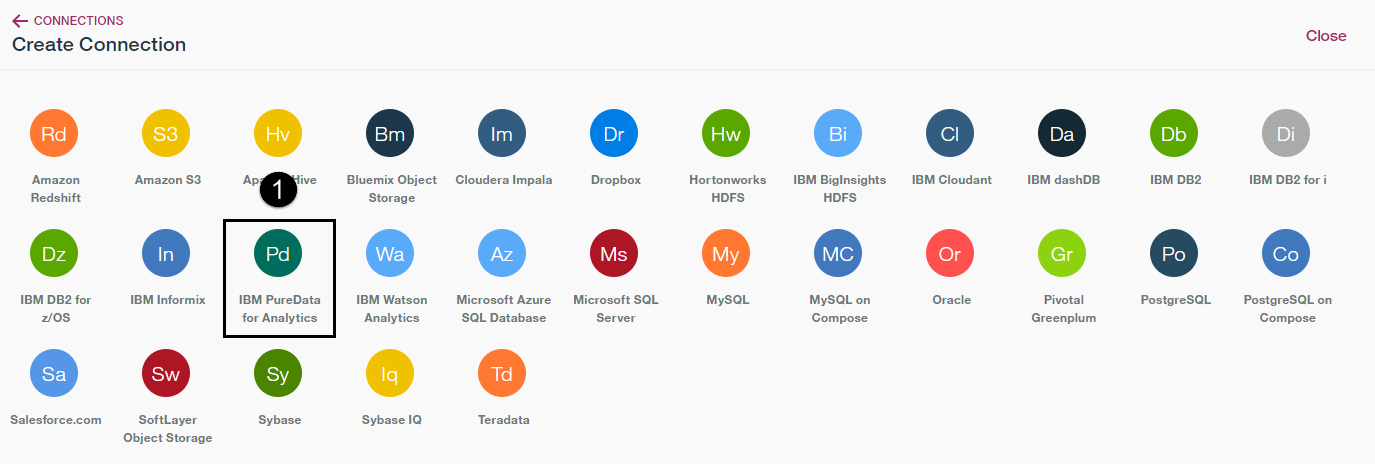 CONNECTIONS
Create Connection
Close
Rd S3 Hv Bm Im Dr Hw Bi Cl Da Db Di
Amazon Redshift
Amazon S3
1
Hive
Bluemix Object Storage
Cloudera Impala
Dropbox
Hortonworks HDFS
IBM BigInsights HDFS
IBM Cloudant
IBM dashDB
IBM DB2
IBM DB2 for i
Dz In Pd Wa Az Ms My MC Or Gr Po Co
IBM DB2 for z/OS
IBM Informix
IBM PureData for Analytics
IBM Watson Analytics
Microsoft Azure SQL Database
Microsoft SQL Server
MySQL
MySQL on Compose
Oracle
Pivotal Greenplum
PostgreSQL
PostgreSQL on Compose
Sa Sw Sy Iq Td
Salesforce.com
SoftLayer Object Storage
Sybase
Sybase IQ
Teradata